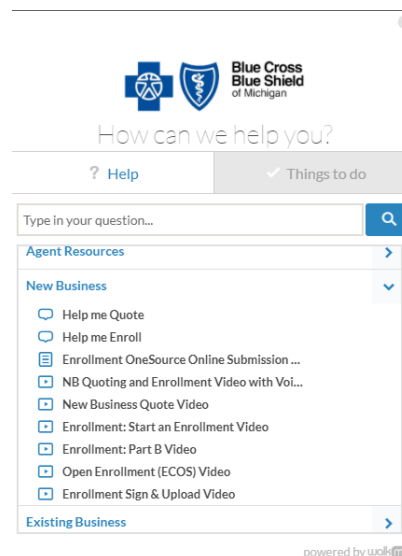 Blue Cross
Blue Shield
of Michigan
How can we help you?
? Help
Things to do
Type in your question...
Agent Resources
New Business
Help me Quote
Help me Enroll
Enrollment OneSource Online Submission ...
NB Quoting and Enrollment Video with Voi...
New Business Quote Video
Enrollment: Start an Enrollment Video
Enrollment: Part B Video
Open Enrollment (ECOS) Video
Enrollment Sign & Upload Video
Existing Business
powered by